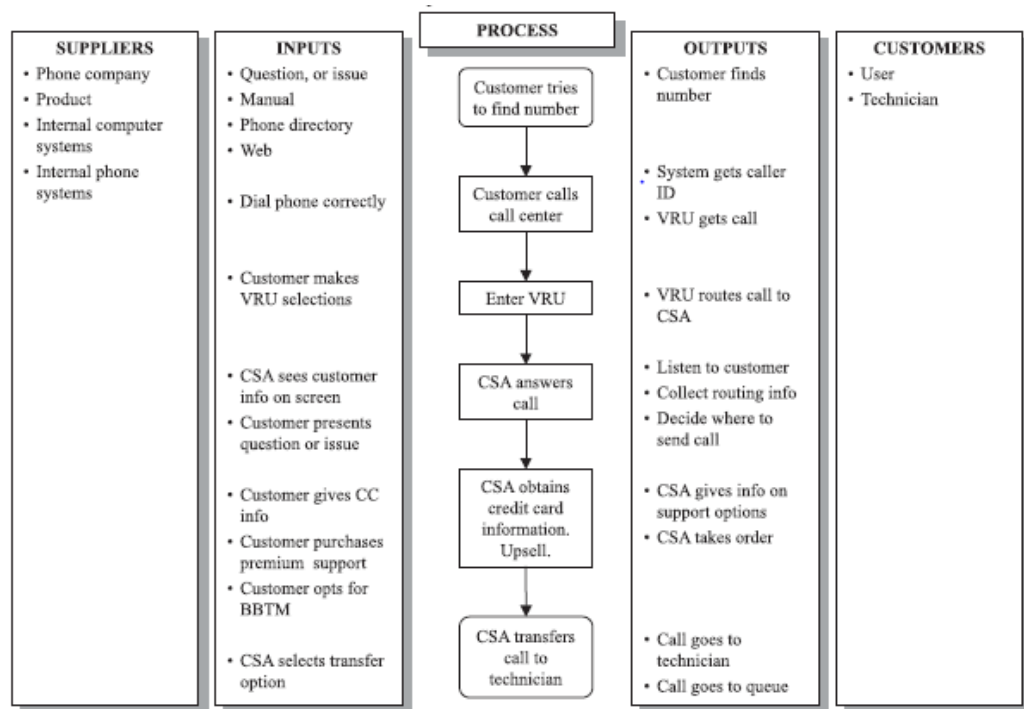 SUPPLIERS
• Phone company
• Product
• Internal computer
systems
• Internal phone
systems
INPUTS
• Question, or issue
• Manual
• Phone directory
• Web
• Dial phone correctly
• Customer makes
VRU selections
• CSA sees customer
info on screen
• Customer presents
question or issue
• Customer gives CC
info
• Customer purchases
premium support
• Customer opts for
BBTM
• CSA selects transfer
option
PROCESS
Customer tries
to find number
Customer calls
call center
Enter VRU
CSA answers
call
CSA obtains
credit card
information.
Upsell.
CSA transfers
call to
technician
OUTPUTS
• Customer finds
number
• System gets caller
ID
• VRU gets call
• VRU routes call to
CSA
• Listen to customer
• Collect routing info
• Decide where to
send call
• CSA gives info on
support options
• CSA takes order
• Call goes to
technician
• Call goes to queue
CUSTOMERS
• User
• Technician